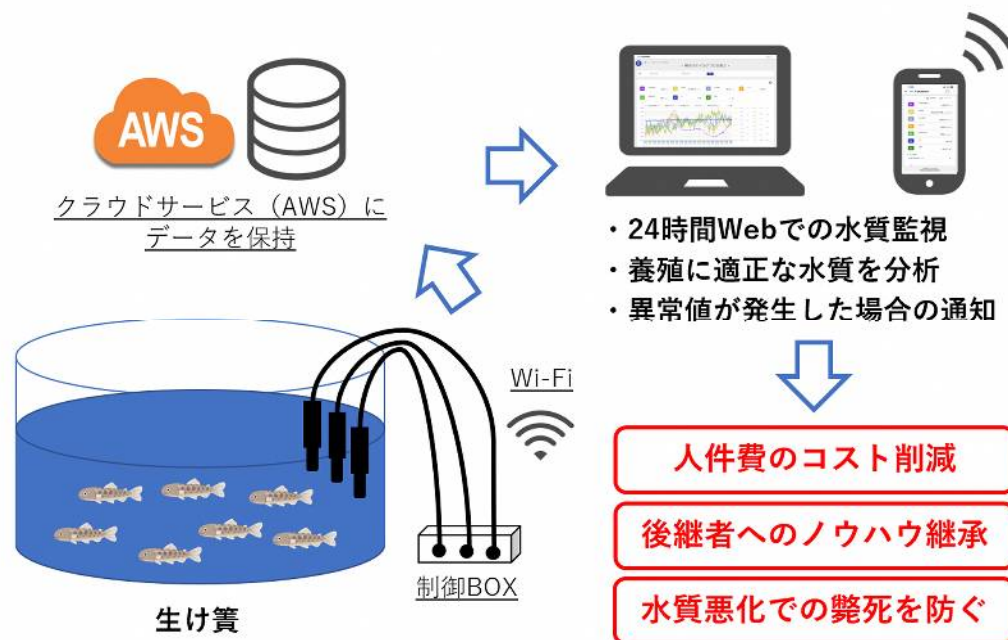 AWS
クラウドサービス（AWS）に
データを保持
・24時間Webでの水質監視
・養殖に適正な水質を分析
・異常値が発生した場合の通知
Wi-Fi
制御BOX
生け簀
人件費のコスト削減
後継者へのノウハウ継承
水質悪化での斃死を防ぐ